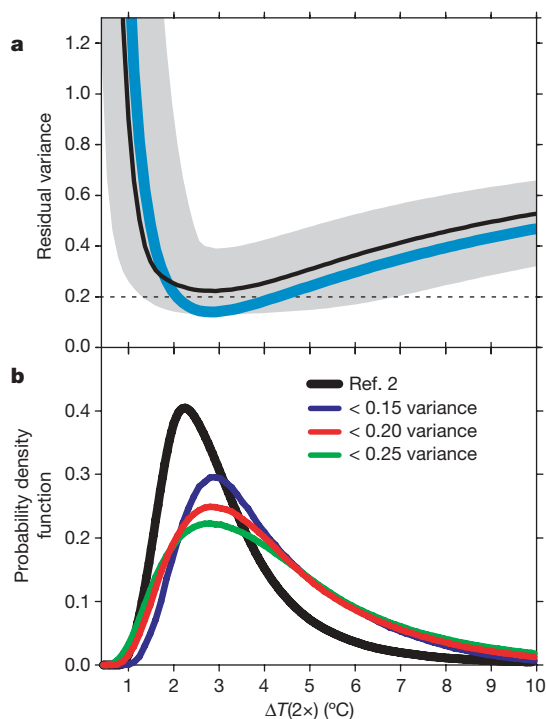 a
1.2
1.0
0.8
0.6
0.4
0.2
0.0
Residual variance
b
Ref. 2
< 0.15 variance
< 0.20 variance
< 0.25 variance
0.4
0.3
0.2
0.1
0.0
Probability density
function
1 2 3 4 5 6 7 8 9 10
ΔT(2×) (°C)